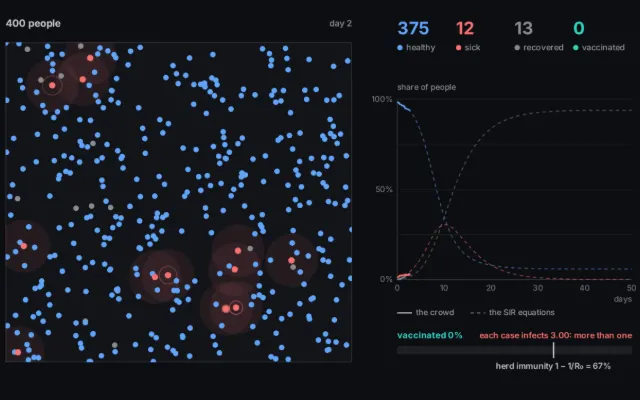 400 people
day 2
375
12
13
0
healthy
sick
recovered
vaccinated
share of people
100%
50%
0%
0
10
20
30
40
50
days
the crowd
the SIR equations
vaccinated 0%
each case infects 3.00: more than one
herd immunity 1 − 1/R₀ = 67%